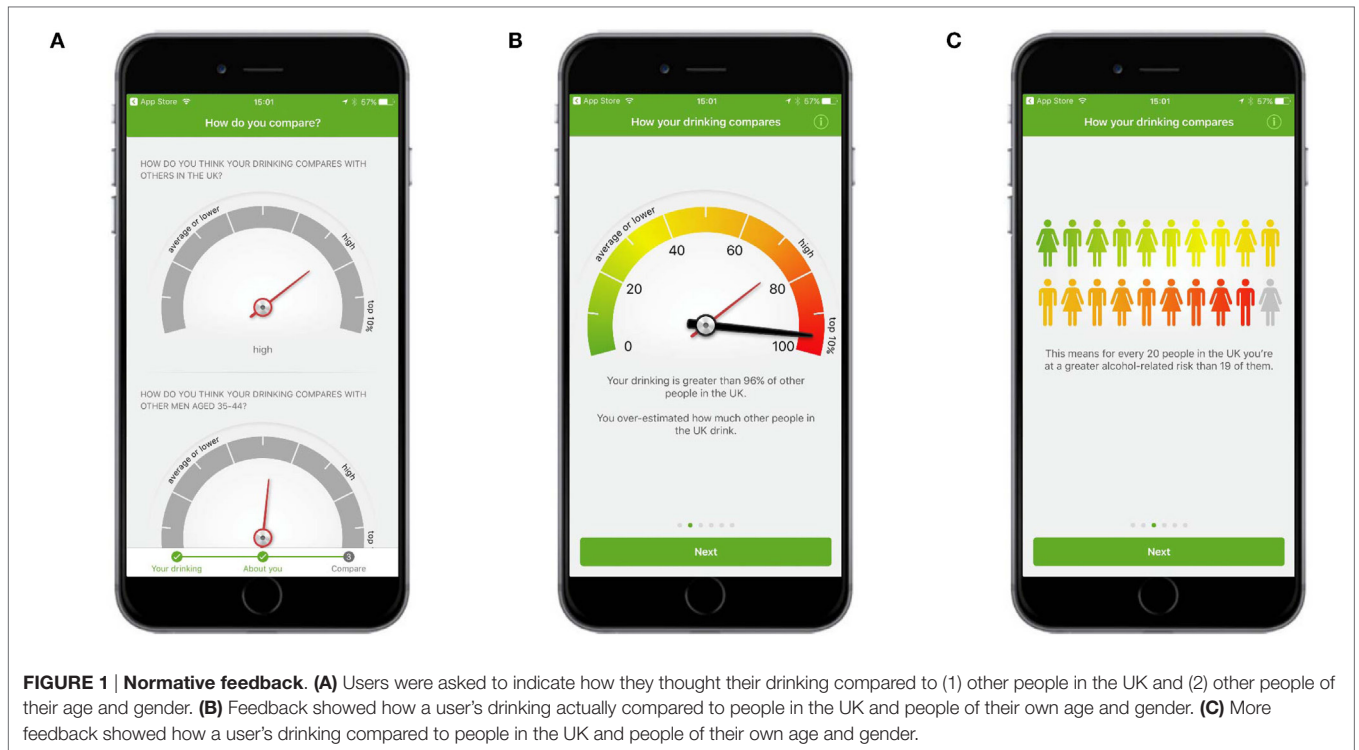 A
App Store
15:01
57%
How do you compare?
HOW DO YOU THINK YOUR DRINKING COMPARES WITH
OTHERS IN THE UK?
average or lower
high
top 10%
high
HOW DO YOU THINK YOUR DRINKING COMPARES WITH
OTHER MEN AGED 35-44?
average or lower
high
top
Your drinking
About you
3
Compare
B
App Store
15:01
57%
How your drinking compares
i
average or lower
high
top 10%
0
20
40
60
80
100
Your drinking is greater than 96% of other
people in the UK.
You over-estimated how much other people in
the UK drink.
Next
C
App Store
15:01
57%
How your drinking compares
i
This means for every 20 people in the UK you're
at a greater alcohol-related risk than 19 of them.
Next
FIGURE 1 | Normative feedback. (A) Users were asked to indicate how they thought their drinking compared to (1) other people in the UK and (2) other people of
their age and gender. (B) Feedback showed how a user's drinking actually compared to people in the UK and people of their own age and gender. (C) More
feedback showed how a user's drinking compared to people in the UK and people of their own age and gender.